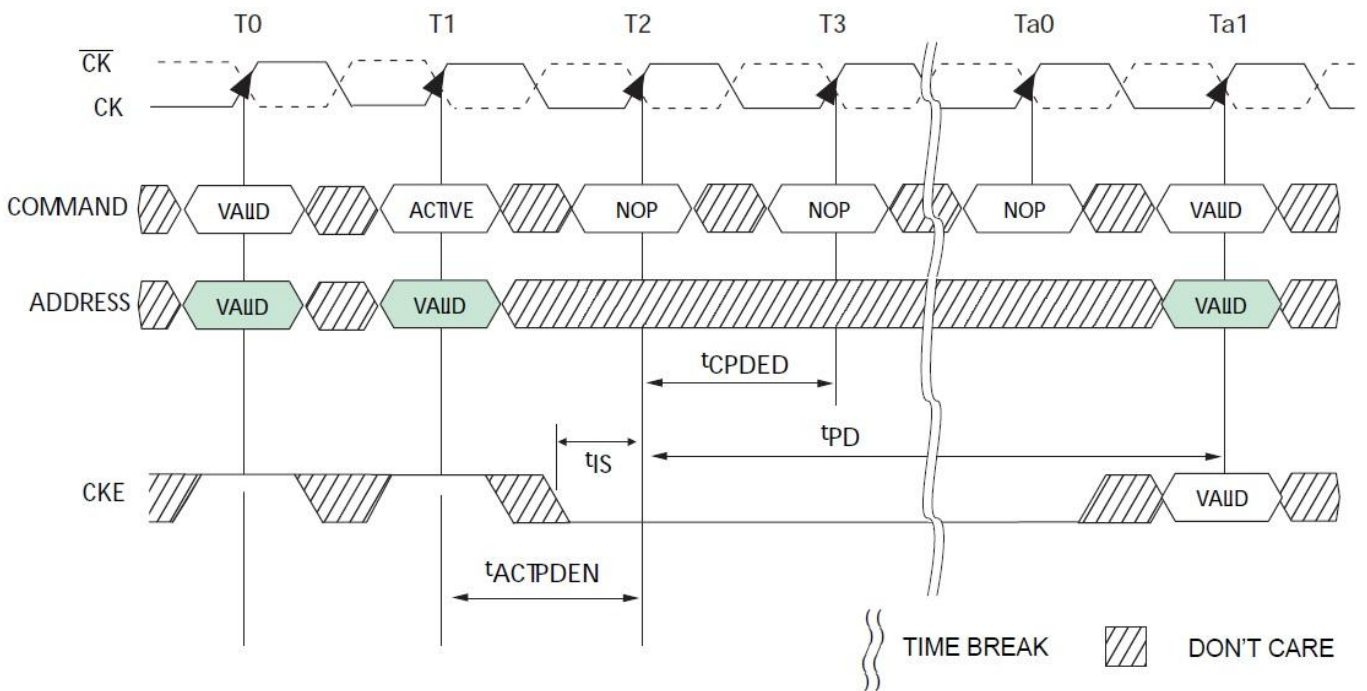 T0 T1 T2 T3 Ta0 Ta1
CK
CK
COMMAND VALID ACTIVE NOP NOP NOP VALID
ADDRESS VALID VALID VALID
tCPDED
tPD
tIS
CKE VALID
tACTPDEN
TIME BREAK DON'T CARE